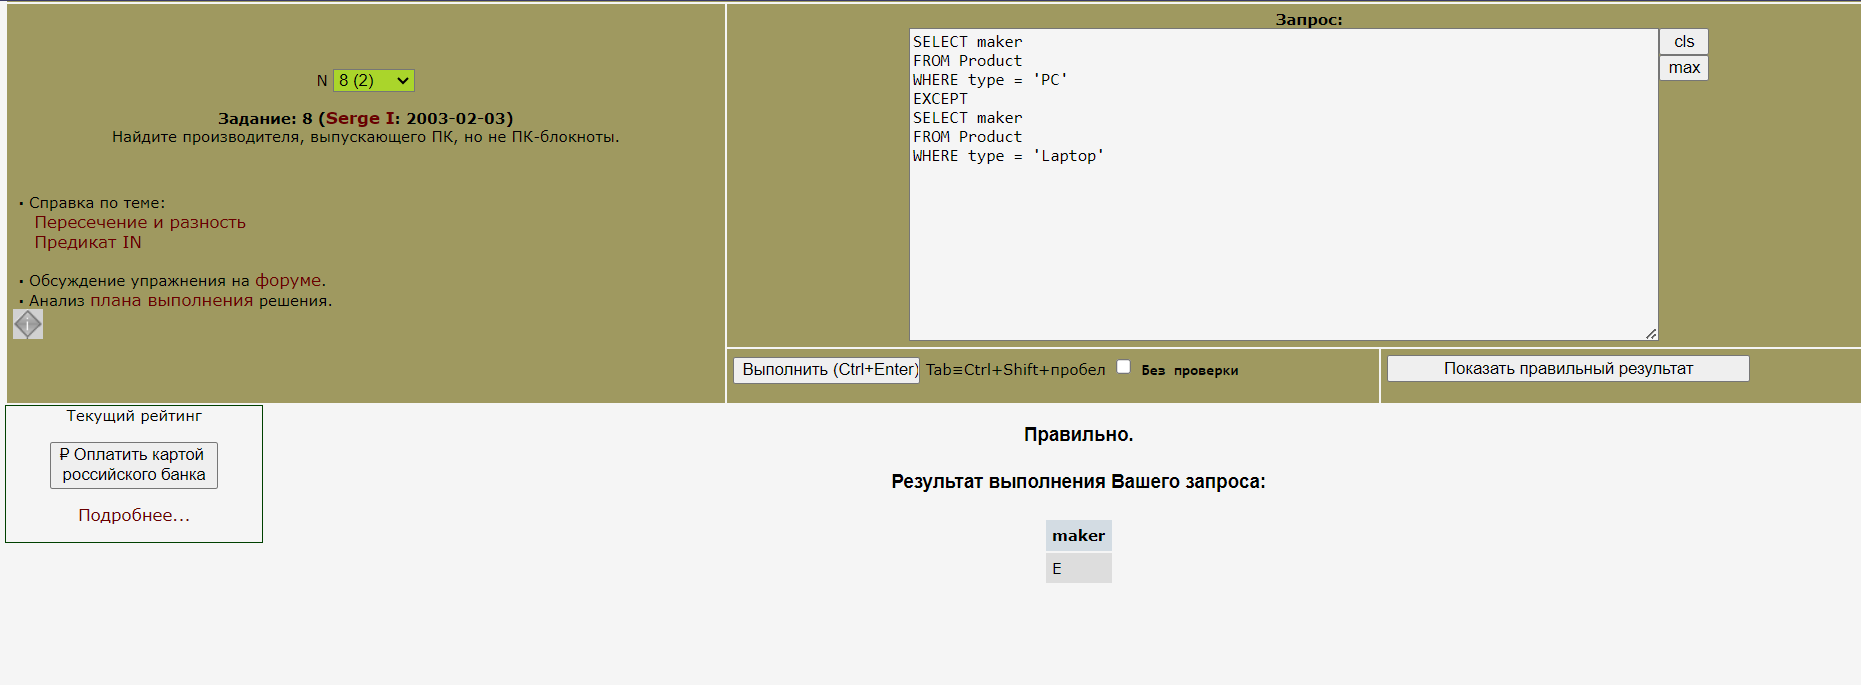 N 8 (2)
Задание: 8 (Serge I: 2003-02-03)
Найдите производителя, выпускающего ПК, но не ПК-блокноты.
• Справка по теме:
Пересечение и разность
Предикат IN
• Обсуждение упражнения на форуме.
• Анализ плана выполнения решения.
Запрос:
SELECT maker
FROM Product
WHERE type = 'PC'
EXCEPT
SELECT maker
FROM Product
WHERE type = 'Laptop'
cls
max
Выполнить (Ctrl+Enter) Tab≡Ctrl+Shift+пробел Без проверки
Показать правильный результат
Текущий рейтинг
₽ Оплатить картой
российского банка
Подробнее...
Правильно.
Результат выполнения Вашего запроса:
maker
E